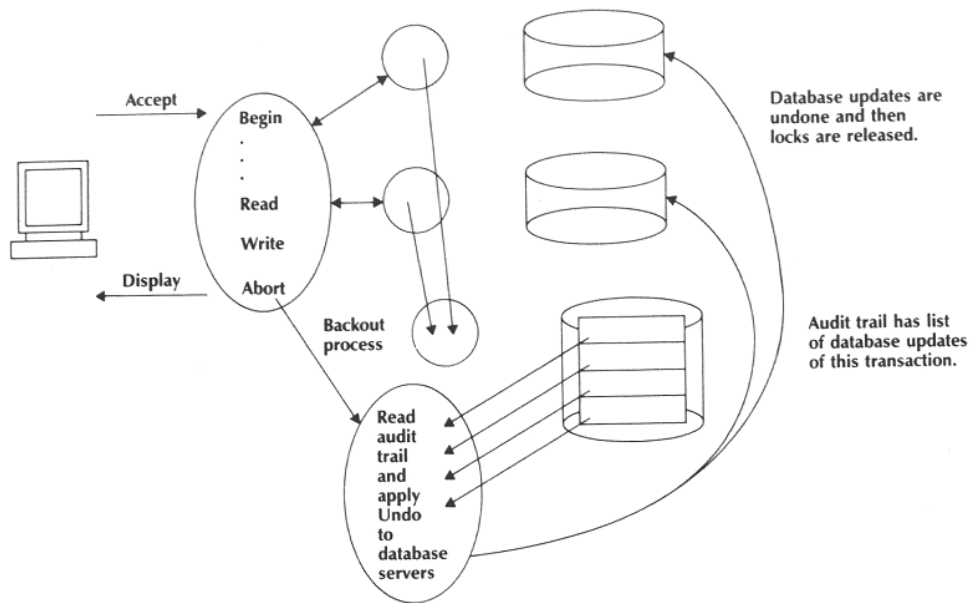 Accept
Begin
.
.
.
Read
Write
Abort
Display
Backout
process
Read
audit
trail
and
apply
Undo
to
database
servers
Database updates are
undone and then
locks are released.
Audit trail has list
of database updates
of this transaction.